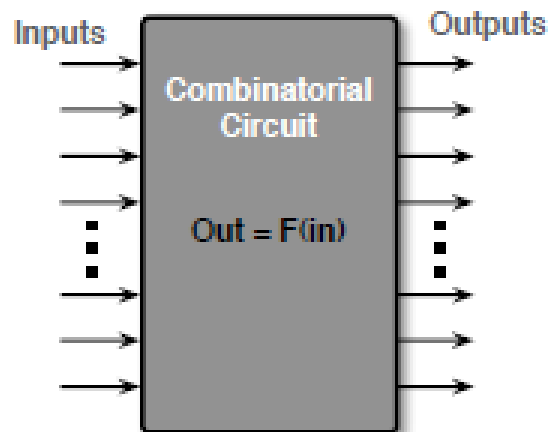 Inputs
Outputs
Combinatorial
Circuit
Out = F(in)